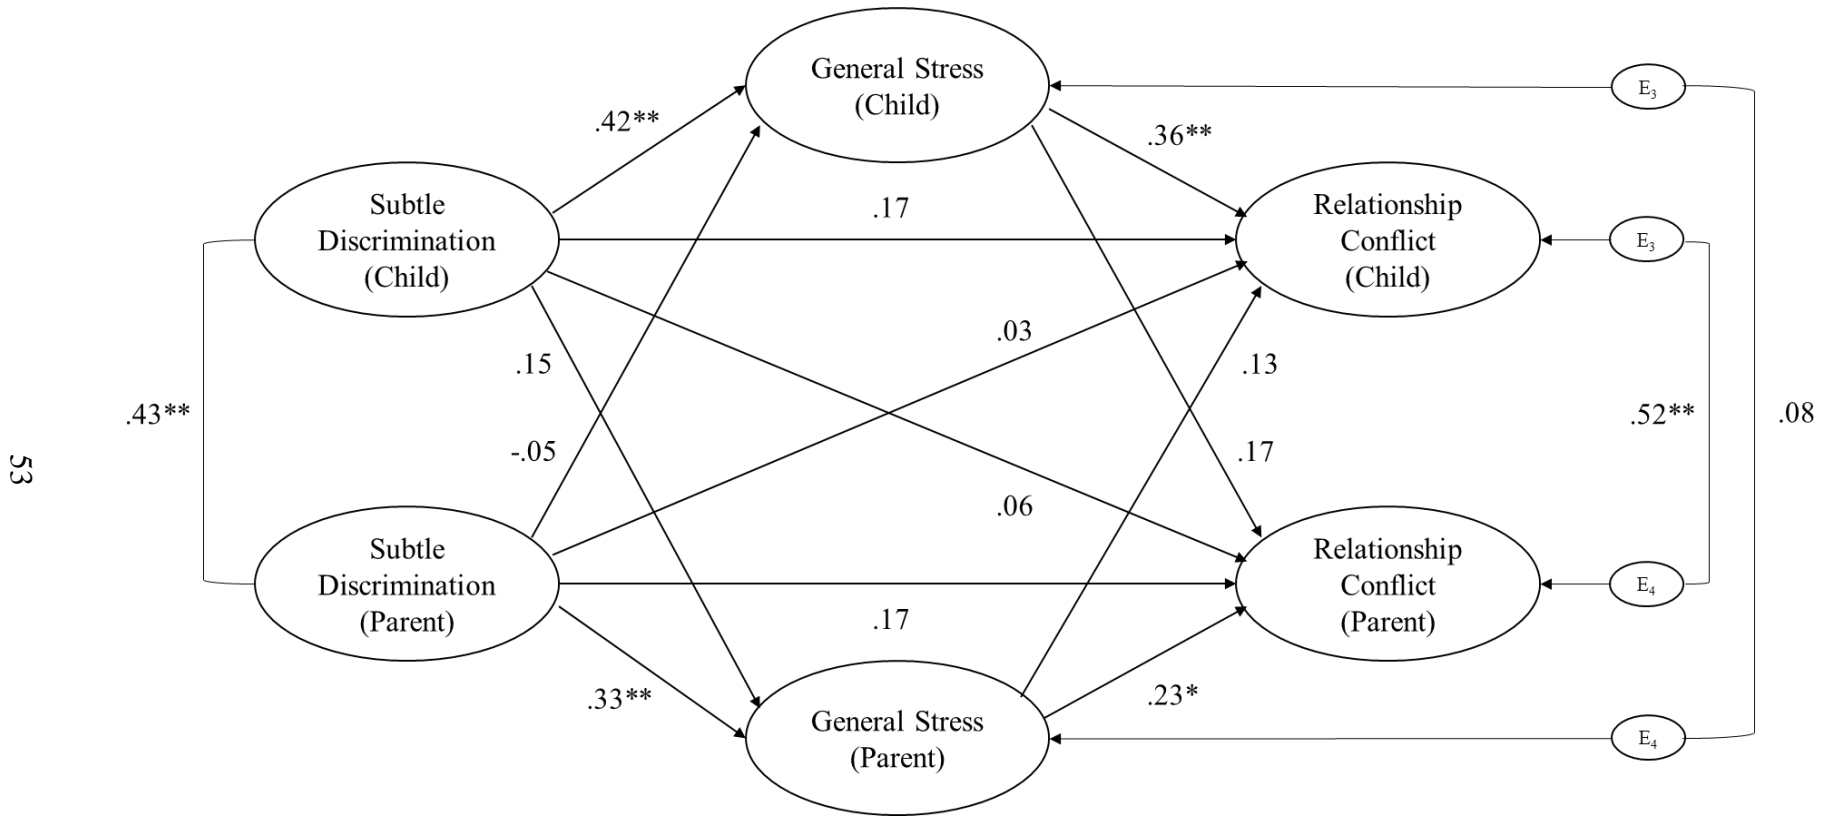 General Stress
(Child)
E3
.42**
.36**
Subtle
Discrimination
(Child)
.17
Relationship
Conflict
(Child)
E3
.03
.15
.13
.43**
.52**
.08
-.05
.17
53
.06
Subtle
Discrimination
(Parent)
Relationship
Conflict
(Parent)
E4
.17
.33**
.23*
General Stress
(Parent)
E4